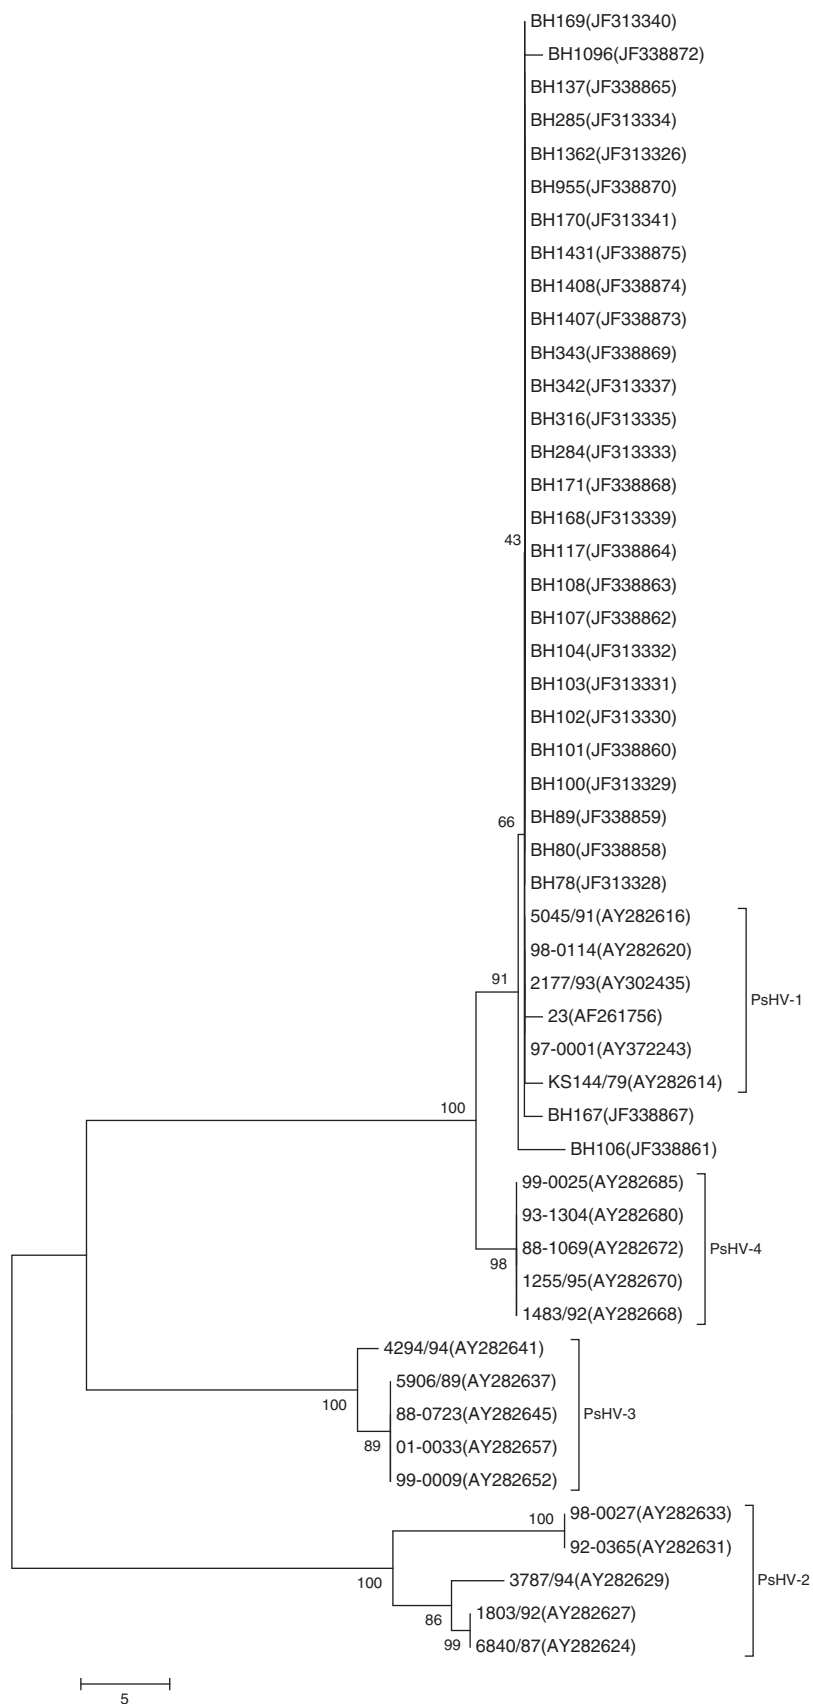 BH169(JF313340)
BH1096(JF338872)
BH137(JF338865)
BH285(JF313334)
BH1362(JF313326)
BH955(JF338870)
BH170(JF313341)
BH1431(JF338875)
BH1408(JF338874)
BH1407(JF338873)
BH343(JF338869)
BH342(JF313337)
BH316(JF313335)
BH284(JF313333)
BH171(JF338868)
BH168(JF313339)
43
BH117(JF338864)
BH108(JF338863)
BH107(JF338862)
BH104(JF313332)
BH103(JF313331)
BH102(JF313330)
BH101(JF338860)
BH100(JF313329)
BH89(JF338859)
66
BH80(JF338858)
BH78(JF313328)
5045/91(AY282616)
98-0114(AY282620)
91
2177/93(AY302435)
PsHV-1
23(AF261756)
97-0001(AY372243)
KS144/79(AY282614)
100
BH167(JF338867)
BH106(JF338861)
99-0025(AY282685)
93-1304(AY282680)
88-1069(AY282672)
PsHV-4
98
1255/95(AY282670)
1483/92(AY282668)
4294/94(AY282641)
5906/89(AY282637)
100
88-0723(AY282645)
PsHV-3
89
01-0033(AY282657)
99-0009(AY282652)
98-0027(AY282633)
100
92-0365(AY282631)
3787/94(AY282629)
PsHV-2
100
1803/92(AY282627)
86
99
6840/87(AY282624)
5